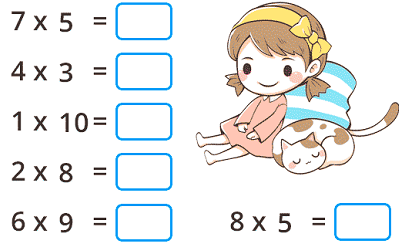 7 x 5 =
4 x 3 =
1 x 10 =
2 x 8 =
6 x 9 =
8 x 5 =